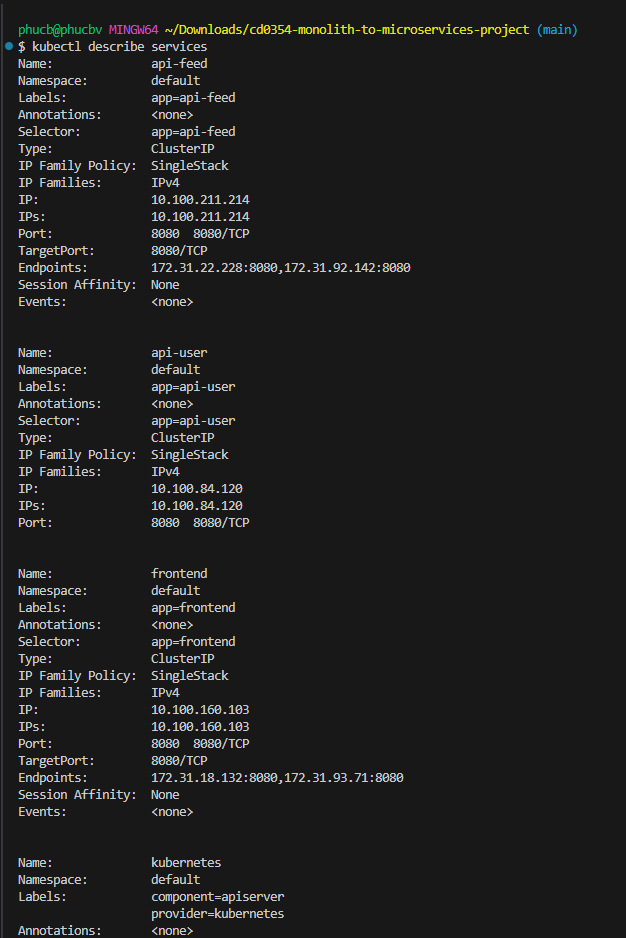 phucb@phucbv MINGW64 ~/Downloads/cd0354-monolith-to-microservices-project (main)
$ kubectl describe services
Name:              api-feed
Namespace:         default
Labels:            app=api-feed
Annotations:       <none>
Selector:          app=api-feed
Type:              ClusterIP
IP Family Policy:  SingleStack
IP Families:       IPv4
IP:                10.100.211.214
IPs:               10.100.211.214
Port:              8080  8080/TCP
TargetPort:        8080/TCP
Endpoints:         172.31.22.228:8080,172.31.92.142:8080
Session Affinity:  None
Events:            <none>
Name:              api-user
Namespace:         default
Labels:            app=api-user
Annotations:       <none>
Selector:          app=api-user
Type:              ClusterIP
IP Family Policy:  SingleStack
IP Families:       IPv4
IP:                10.100.84.120
IPs:               10.100.84.120
Port:              8080  8080/TCP
Name:              frontend
Namespace:         default
Labels:            app=frontend
Annotations:       <none>
Selector:          app=frontend
Type:              ClusterIP
IP Family Policy:  SingleStack
IP Families:       IPv4
IP:                10.100.160.103
IPs:               10.100.160.103
Port:              8080  8080/TCP
TargetPort:        8080/TCP
Endpoints:         172.31.18.132:8080,172.31.93.71:8080
Session Affinity:  None
Events:            <none>
Name:              kubernetes
Namespace:         default
Labels:            component=apiserver
                   provider=kubernetes
Annotations:       <none>